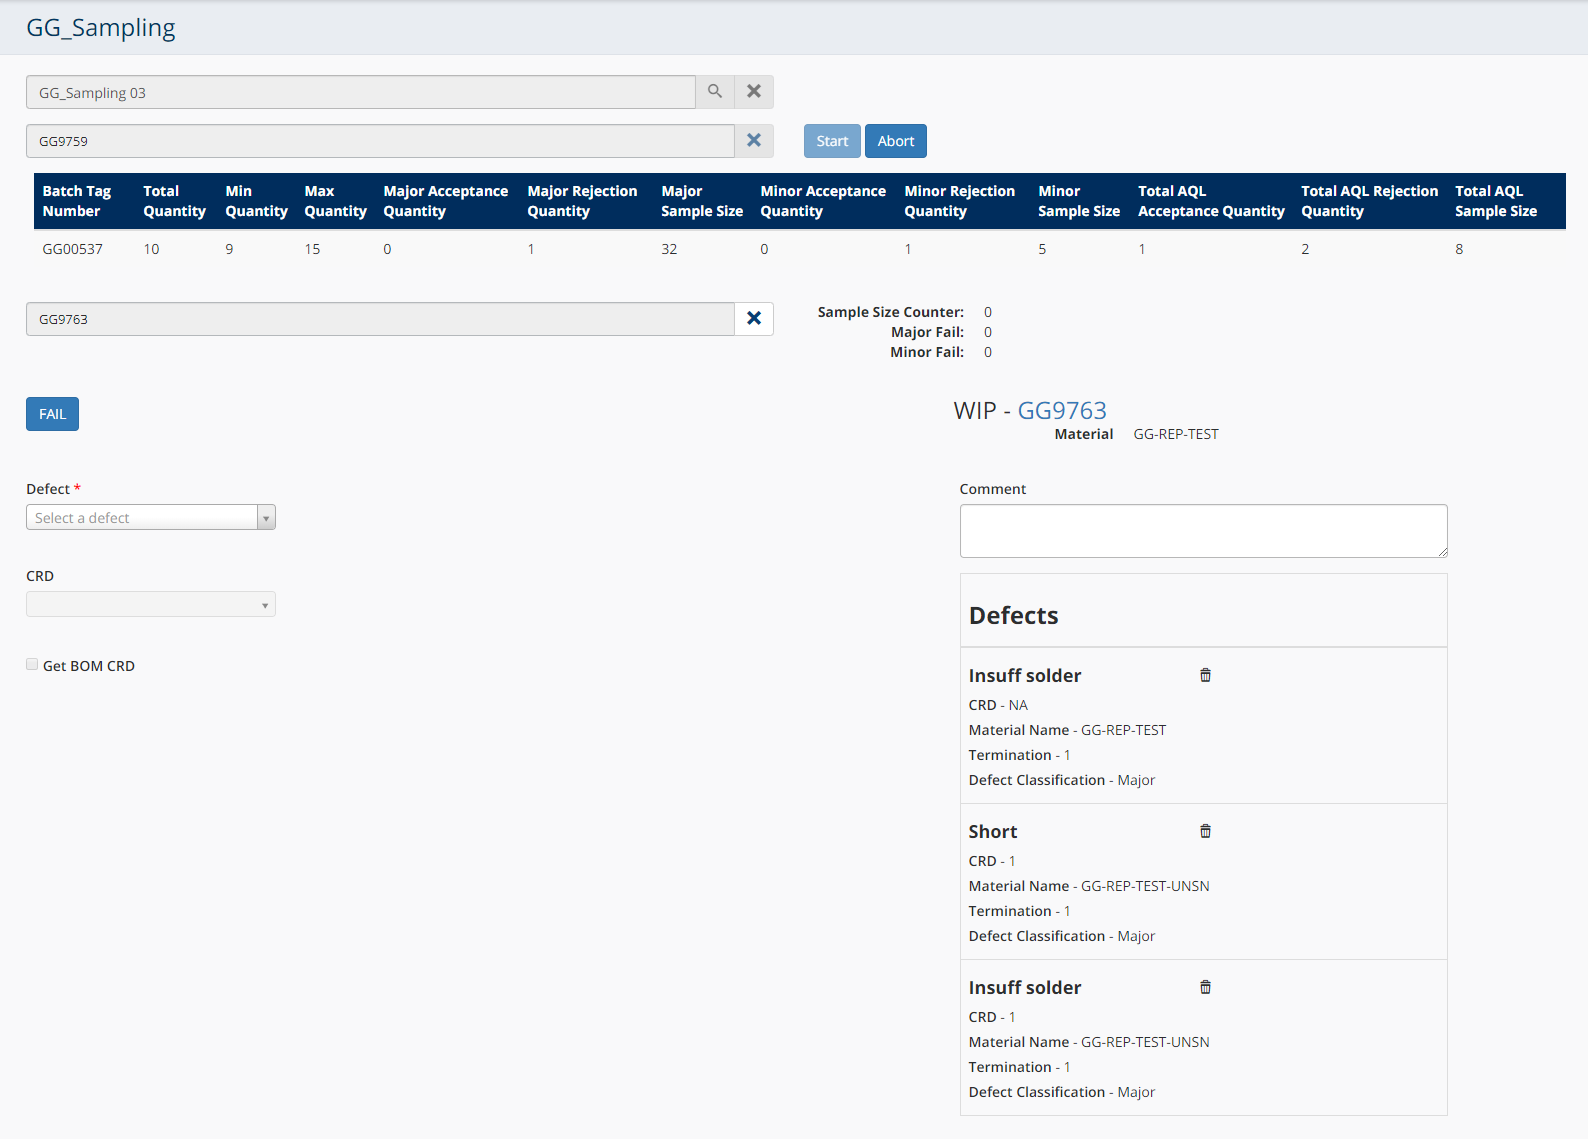 GG_Sampling
GG_Sampling 03
GG9759
Start Abort
Batch Tag Number Total Quantity Min Quantity Max Quantity Major Acceptance Quantity Major Rejection Quantity Major Sample Size Minor Acceptance Quantity Minor Rejection Quantity Minor Sample Size Total AQL Acceptance Quantity Total AQL Rejection Quantity Total AQL Sample Size
GG00537 10 9 15 0 1 32 0 1 5 1 2 8
GG9763
Sample Size Counter: 0
Major Fail: 0
Minor Fail: 0
FAIL
WIP - GG9763
Material GG-REP-TEST
Defect *
Select a defect
CRD
Get BOM CRD
Comment
Defects
Insuff solder
CRD - NA
Material Name - GG-REP-TEST
Termination - 1
Defect Classification - Major
Short
CRD - 1
Material Name - GG-REP-TEST-UNSN
Termination - 1
Defect Classification - Major
Insuff solder
CRD - 1
Material Name - GG-REP-TEST-UNSN
Termination - 1
Defect Classification - Major